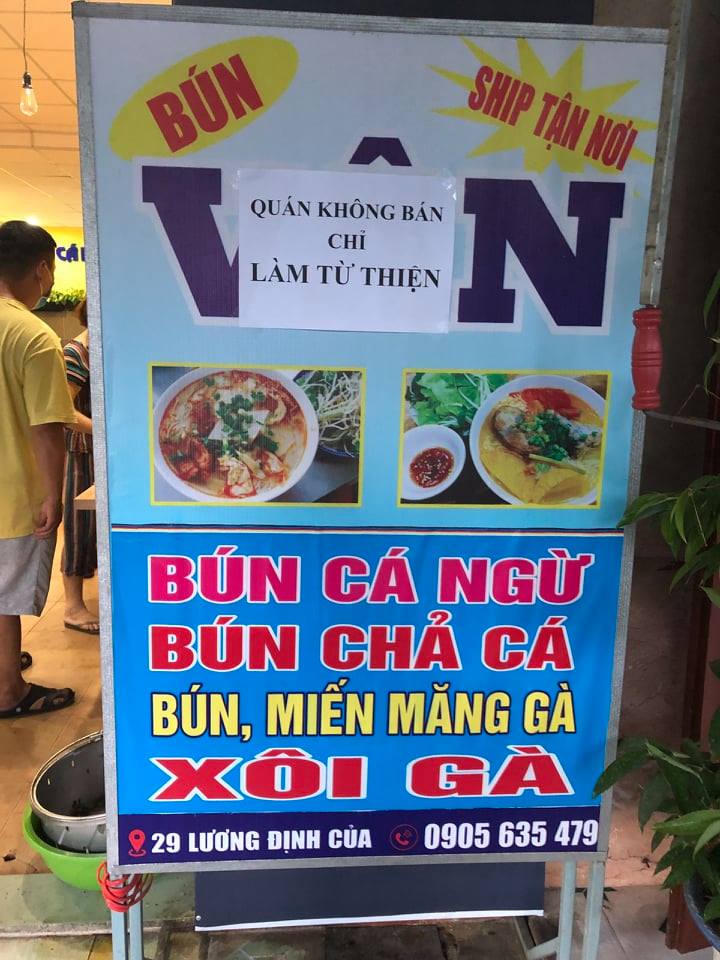 BÚN
SHIP TẬN NƠI
VÂN
QUÁN KHÔNG BÁN
CHỈ
LÀM TỪ THIỆN
CÁ
BÚN CÁ NGỪ
BÚN CHẢ CÁ
BÚN, MIẾN MĂNG GÀ
XÔI GÀ
29 LƯƠNG ĐỊNH CỦA
0905 635 479